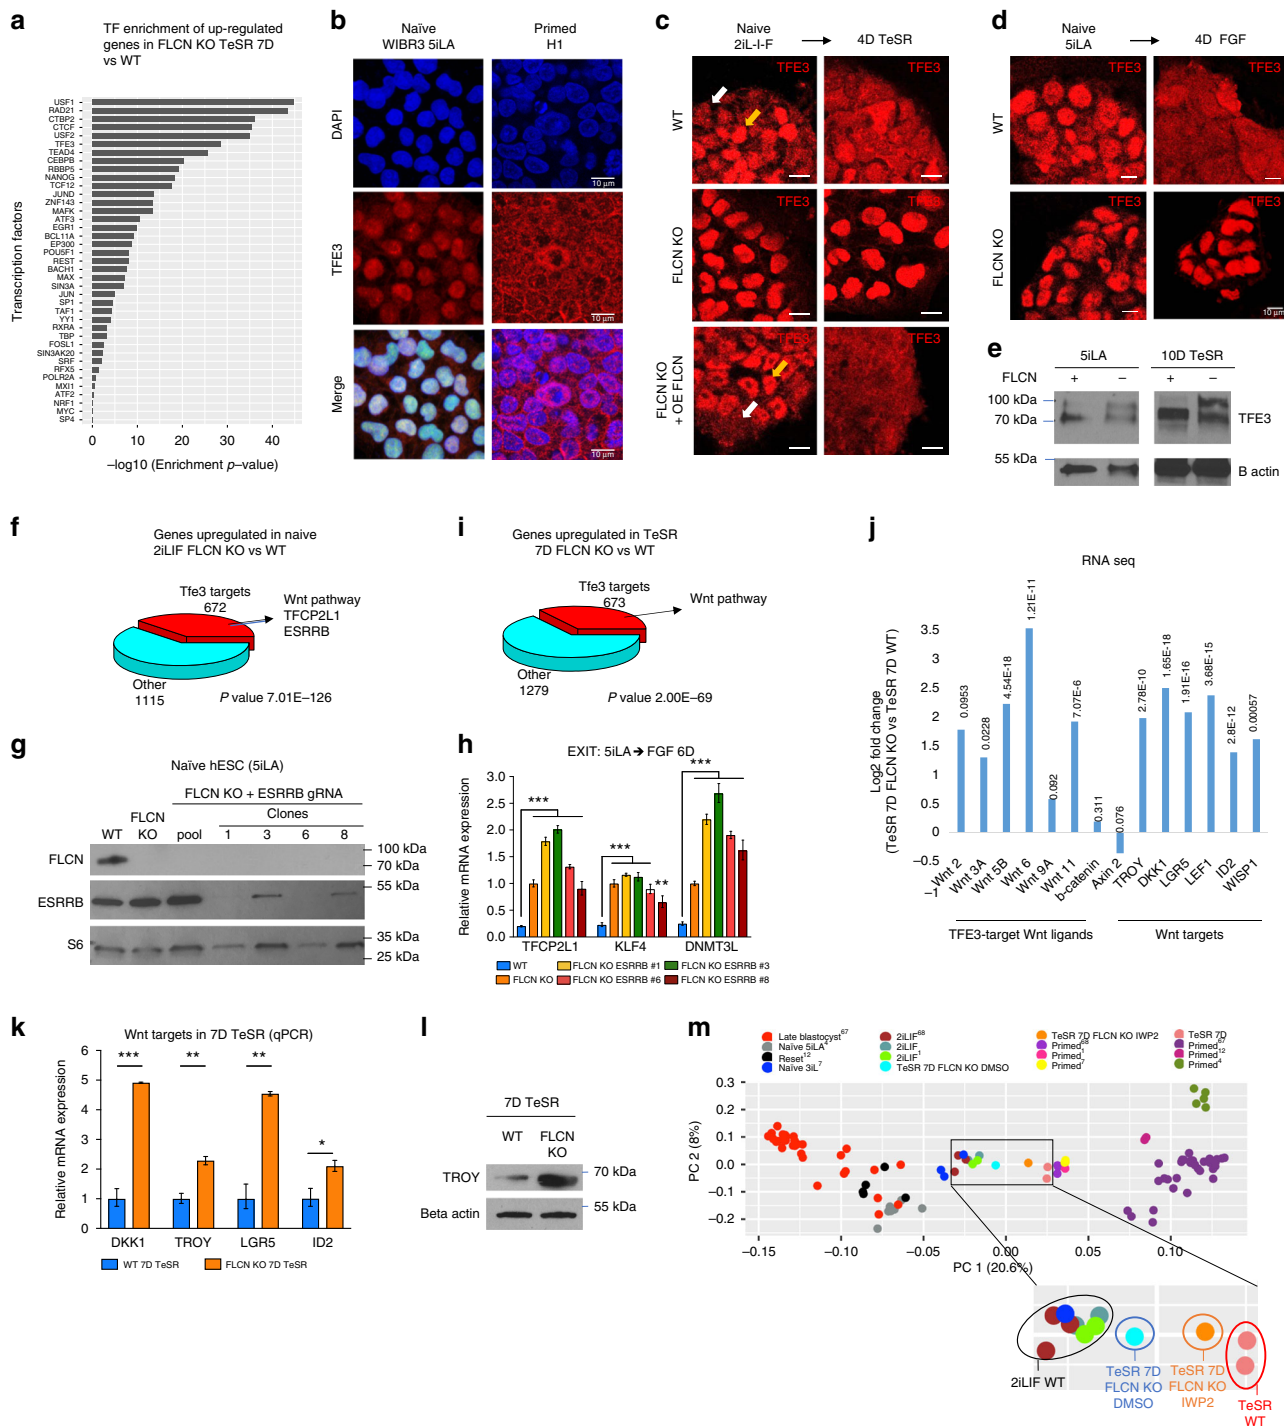 a
TF enrichment of up-regulated
genes in FLCN KO TeSR 7D
vs WT
Transcription factors
USF1
RAD21
CTBP2
CTCF
USF2
TFE3
TEAD4
CEBPB
RBBP5
NANOG
TCF12
JUND
ZNF143
MAFK
ATF3
EGR1
BCL11A
EP300
POU5F1
REST
BACH1
MAX
SIN3A
JUN
SP1
TAF1
YY1
RXRA
TBP
FOSL1
SIN3AK20
SRF
RFX5
POLR2A
MXI1
ATF2
NRF1
MYC
SP4
0 10 20 30 40
−log10 (Enrichment p–value)
b
Naïve
WIBR3 5iLA
Primed
H1
DAPI
10 µm
TFE3
10 µm
Merge
10 µm
c
Naive
2iL-I-F
4D TeSR
WT
TFE3 TFE3
FLCN KO
TFE3 TFE3
FLCN KO
+ OE FLCN
TFE3 TFE3
d
Naive
5iLA
4D FGF
WT
TFE3 TFE3
FLCN KO
TFE3 TFE3
10 µm
e
5iLA 10D TeSR
FLCN + − + −
100 kDa
70 kDa
TFE3
55 kDa
B actin
f
Genes upregulated in naive
2iLIF FLCN KO vs WT
Tfe3 targets
672
Wnt pathway
TFCP2L1
ESRRB
Other
1115
P value 7.01E–126
i
Genes upregulated in TeSR
7D FLCN KO vs WT
Tfe3 targets
673
Wnt pathway
Other
1279
P value 2.00E–69
j
RNA seq
Log2 fold change
(TeSR 7D FLCN KO vs TeSR 7D WT)
3.5
3
2.5
2
1.5
1
0.5
0
−0.5
−1
0.0953
0.0228
4.54E-18
1.21E-11
0.092
7.07E-6
0.311
0.076
2.78E-10
1.65E-18
1.91E-16
3.68E-15
2.8E-12
0.00057
Wnt 2
Wnt 3A
Wnt 5B
Wnt 6
Wnt 9A
Wnt 11
b-catenin
Axin 2
TROY
DKK1
LGR5
LEF1
ID2
WISP1
TFE3-target Wnt ligands
Wnt targets
g
Naïve hESC (5iLA)
FLCN KO + ESRRB gRNA
Clones
WT FLCN KO pool 1 3 6 8
FLCN
100 kDa
70 kDa
ESRRB
55 kDa
S6
35 kDa
25 kDa
h
EXIT: 5iLA➔FGF 6D
Relative mRNA expression
3.0
2.5
2.0
1.5
1.0
0.5
0.0
***
***
**
***
TFCP2L1 KLF4 DNMT3L
WT FLCN KO ESRRB #1 FLCN KO ESRRB #3
FLCN KO FLCN KO ESRRB #6 FLCN KO ESRRB #8
k
Wnt targets in 7D TeSR (qPCR)
Relative mRNA expression
6
5
4
3
2
1
0
*** ** ** *
DKK1 TROY LGR5 ID2
WT 7D TeSR FLCN KO 7D TeSR
l
7D TeSR
WT FLCN KO
TROY
70 kDa
Beta actin
55 kDa
m
Late blastocyst67
Naïve 5iLA4
Reset12
Naïve 3iL7
2iLIF68
2iLIF
2iLIF1
TeSR 7D FLCN KO DMSO
TeSR 7D FLCN KO IWP2
Primed68
Primed1
Primed7
TeSR 7D
Primed67
Primed12
Primed4
PC 2 (8%)
0.3
0.2
0.1
0.0
−0.1
−0.2
−0.15 −0.10 −0.05 0.00 0.05 0.10
PC 1 (20.6%)
2iLIF WT
TeSR 7D
FLCN KO
DMSO
TeSR 7D
FLCN KO
IWP2
TeSR
WT